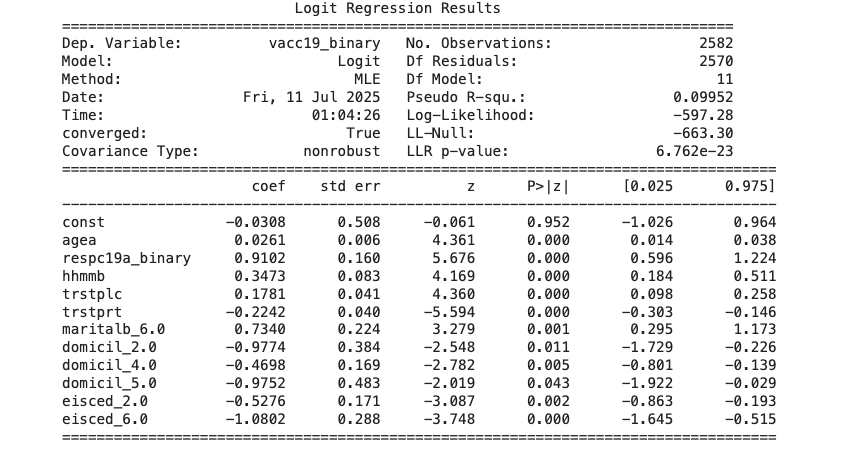 Logit Regression Results
==============================================================================
Dep. Variable: vacc19_binary No. Observations: 2582
Model: Logit Df Residuals: 2570
Method: MLE Df Model: 11
Date: Fri, 11 Jul 2025 Pseudo R-squ.: 0.09952
Time: 01:04:26 Log-Likelihood: -597.28
converged: True LL-Null: -663.30
Covariance Type: nonrobust LLR p-value: 6.762e-23
===================================================================================
coef std err z P>|z| [0.025 0.975]
-----------------------------------------------------------------------------------
const -0.0308 0.508 -0.061 0.952 -1.026 0.964
agea 0.0261 0.006 4.361 0.000 0.014 0.038
respc19a_binary 0.9102 0.160 5.676 0.000 0.596 1.224
hhmmb 0.3473 0.083 4.169 0.000 0.184 0.511
trstplc 0.1781 0.041 4.360 0.000 0.098 0.258
trstprt -0.2242 0.040 -5.594 0.000 -0.303 -0.146
maritalb_6.0 0.7340 0.224 3.279 0.001 0.295 1.173
domicil_2.0 -0.9774 0.384 -2.548 0.011 -1.729 -0.226
domicil_4.0 -0.4698 0.169 -2.782 0.005 -0.801 -0.139
domicil_5.0 -0.9752 0.483 -2.019 0.043 -1.922 -0.029
eisced_2.0 -0.5276 0.171 -3.087 0.002 -0.863 -0.193
eisced_6.0 -1.0802 0.288 -3.748 0.000 -1.645 -0.515
===================================================================================